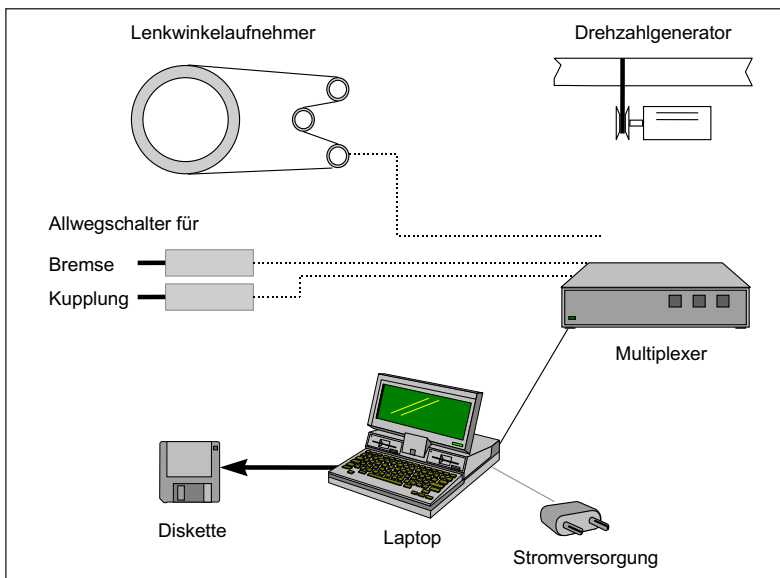 Lenkwinkelaufnehmer
Drehzahlgenerator
Allwegschalter für
Bremse
Kupplung
Multiplexer
Diskette
Laptop
Stromversorgung